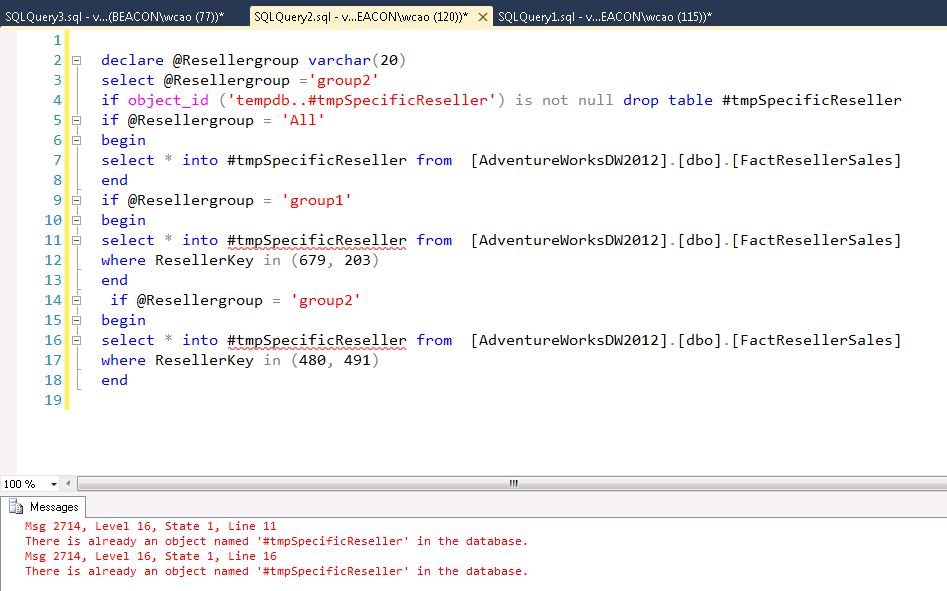 SQLQuery3.sql - v...(BEACON\wcao (77))* SQLQuery2.sql - v...EACON\wcao (120))* SQLQuery1.sql - v...EACON\wcao (115))*
1
2 declare @Resellergroup varchar(20)
3 select @Resellergroup ='group2'
4 if object_id ('tempdb..#tmpSpecificReseller') is not null drop table #tmpSpecificReseller
5 if @Resellergroup = 'All'
6 begin
7 select * into #tmpSpecificReseller from [AdventureWorksDW2012].[dbo].[FactResellerSales]
8 end
9 if @Resellergroup = 'group1'
10 begin
11 select * into #tmpSpecificReseller from [AdventureWorksDW2012].[dbo].[FactResellerSales]
12 where ResellerKey in (679, 203)
13 end
14 if @Resellergroup = 'group2'
15 begin
16 select * into #tmpSpecificReseller from [AdventureWorksDW2012].[dbo].[FactResellerSales]
17 where ResellerKey in (480, 491)
18 end
19
100 %
Messages
Msg 2714, Level 16, State 1, Line 11
There is already an object named '#tmpSpecificReseller' in the database.
Msg 2714, Level 16, State 1, Line 16
There is already an object named '#tmpSpecificReseller' in the database.